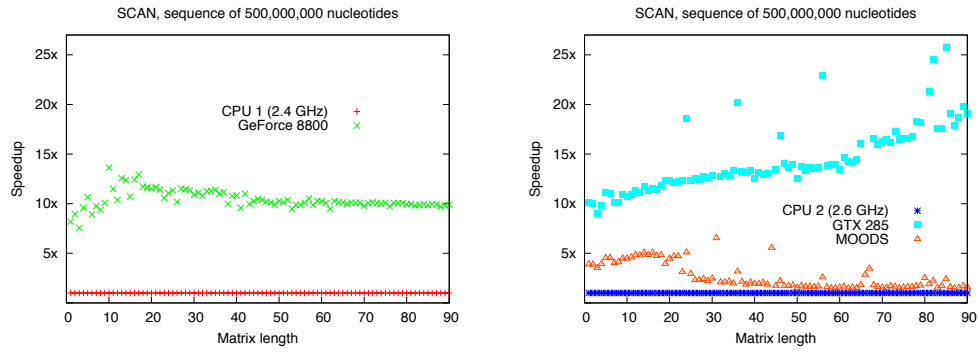 SCAN, sequence of 500,000,000 nucleotides
25x
20x
15x
10x
5x
Speedup
CPU 1 (2.4 GHz)
GeForce 8800
0 10 20 30 40 50 60 70 80 90
Matrix length
SCAN, sequence of 500,000,000 nucleotides
25x
20x
15x
10x
5x
Speedup
CPU 2 (2.6 GHz)
GTX 285
MOODS
0 10 20 30 40 50 60 70 80 90
Matrix length